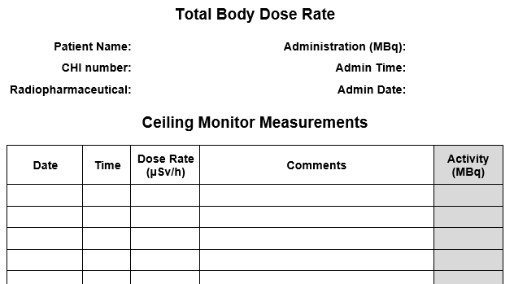 Total Body Dose Rate
Patient Name: Administration (MBq):
CHI number: Admin Time:
Radiopharmaceutical: Admin Date:
Ceiling Monitor Measurements
Date Time Dose Rate (µSv/h) Comments Activity (MBq)